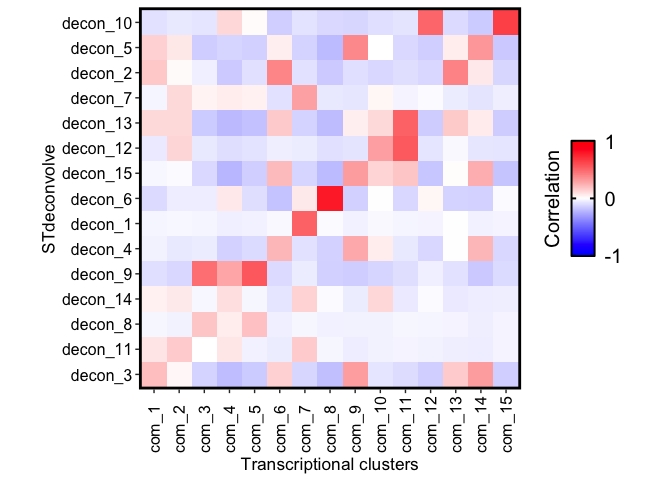 decon_10
decon_5
decon_2
decon_7
decon_13
decon_12
decon_15
decon_6
decon_1
decon_4
decon_9
decon_14
decon_8
decon_11
decon_3
STdeconvolve
com_1
com_2
com_3
com_4
com_5
com_6
com_7
com_8
com_9
com_10
com_11
com_12
com_13
com_14
com_15
Transcriptional clusters
Correlation
1
0
-1